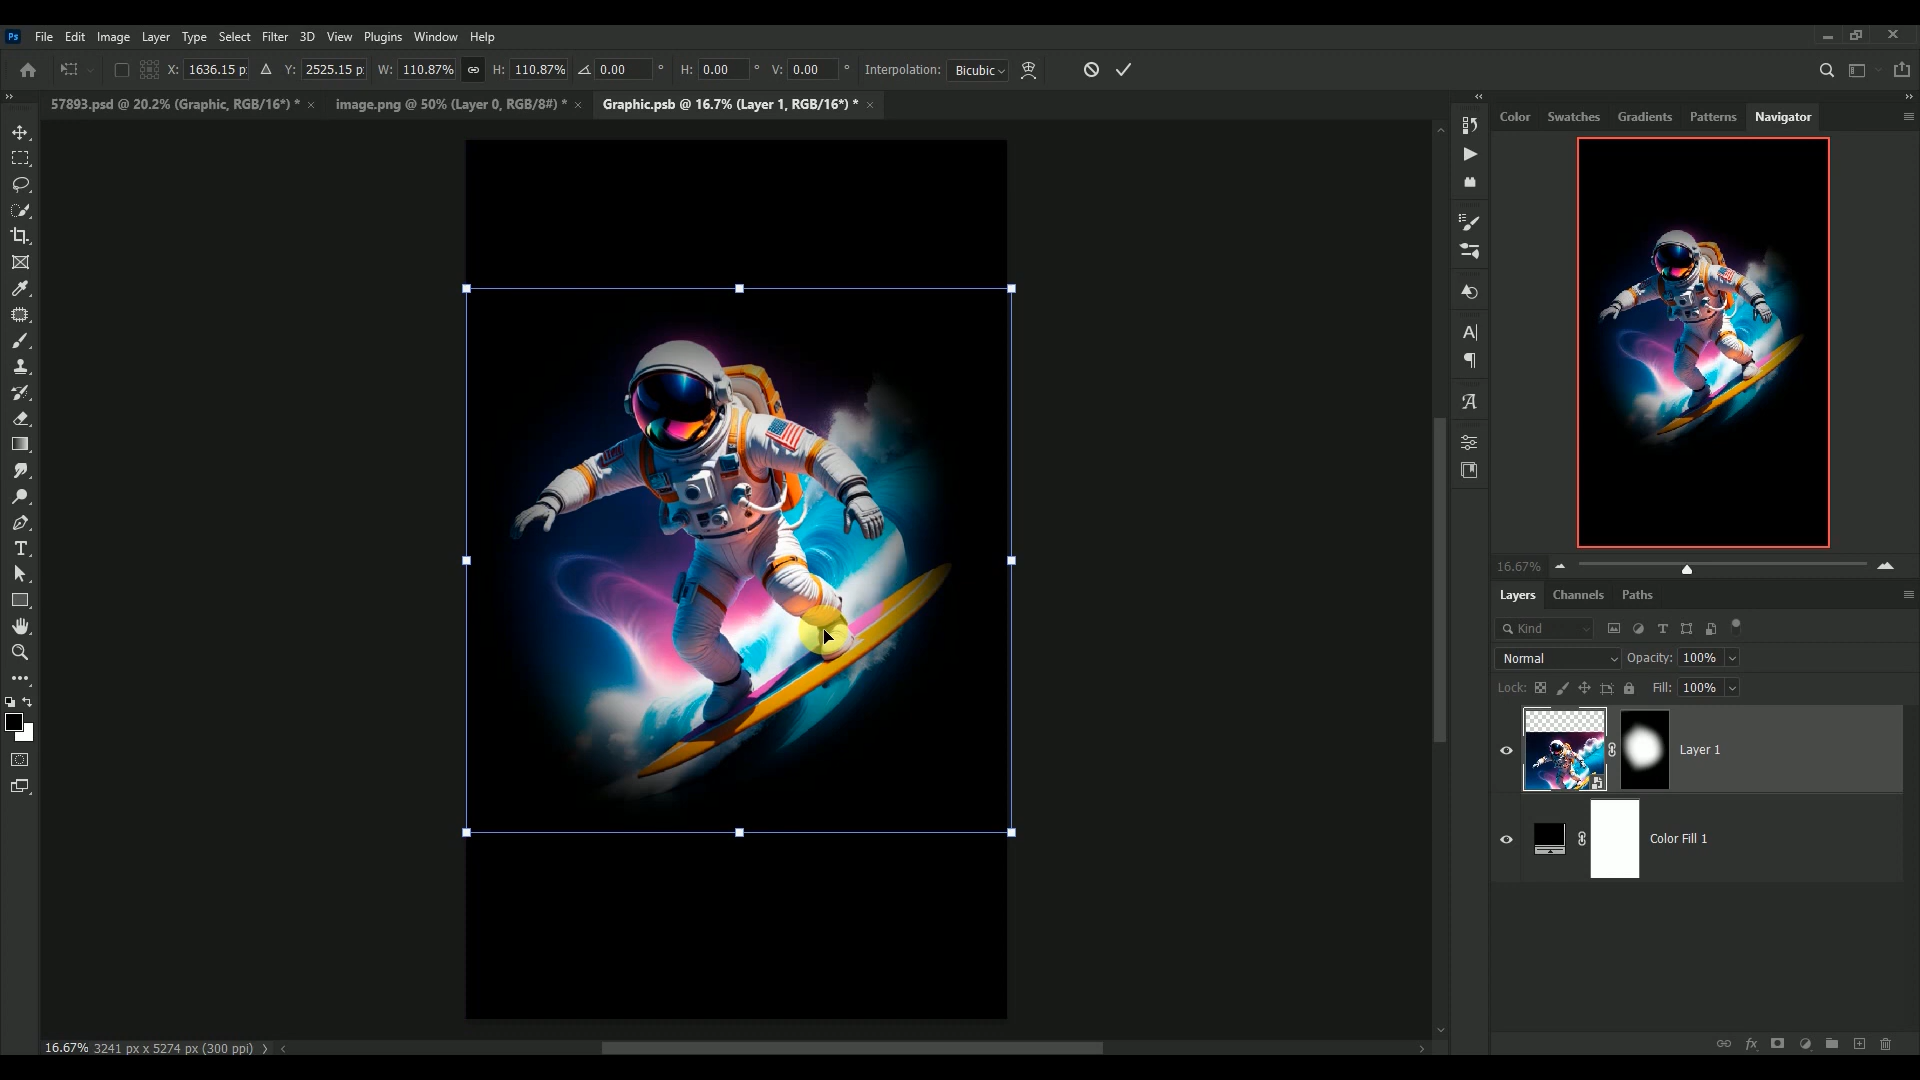 Ps File Edit Image Layer Type Select Filter 3D View Plugins Window Help
X: 1636.15 p: Y: 2525.15 p: W: 110.87% H: 110.87% 0.00 ° H: 0.00 ° V: 0.00 ° Interpolation: Bicubic
57893.psd @ 20.2% (Graphic, RGB/16*) * × image.png @ 50% (Layer 0, RGB/8#) * × Graphic.psb @ 16.7% (Layer 1, RGB/16*) * ×
Color Swatches Gradients Patterns Navigator
16.67%
Layers Channels Paths
Kind
Normal Opacity: 100%
Lock: Fill: 100%
Layer 1
Color Fill 1
16.67% 3241 px x 5274 px (300 ppi)